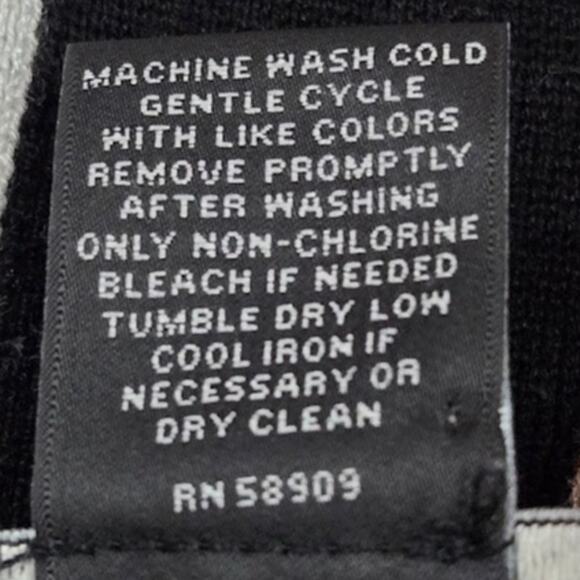 MACHINE WASH COLD
GENTLE CYCLE
WITH LIKE COLORS
REMOVE PROMPTLY
AFTER WASHING
ONLY NON-CHLORINE
BLEACH IF NEEDED
TUMBLE DRY LOW
COOL IRON IF
NECESSARY OR
DRY CLEAN
RN 58909